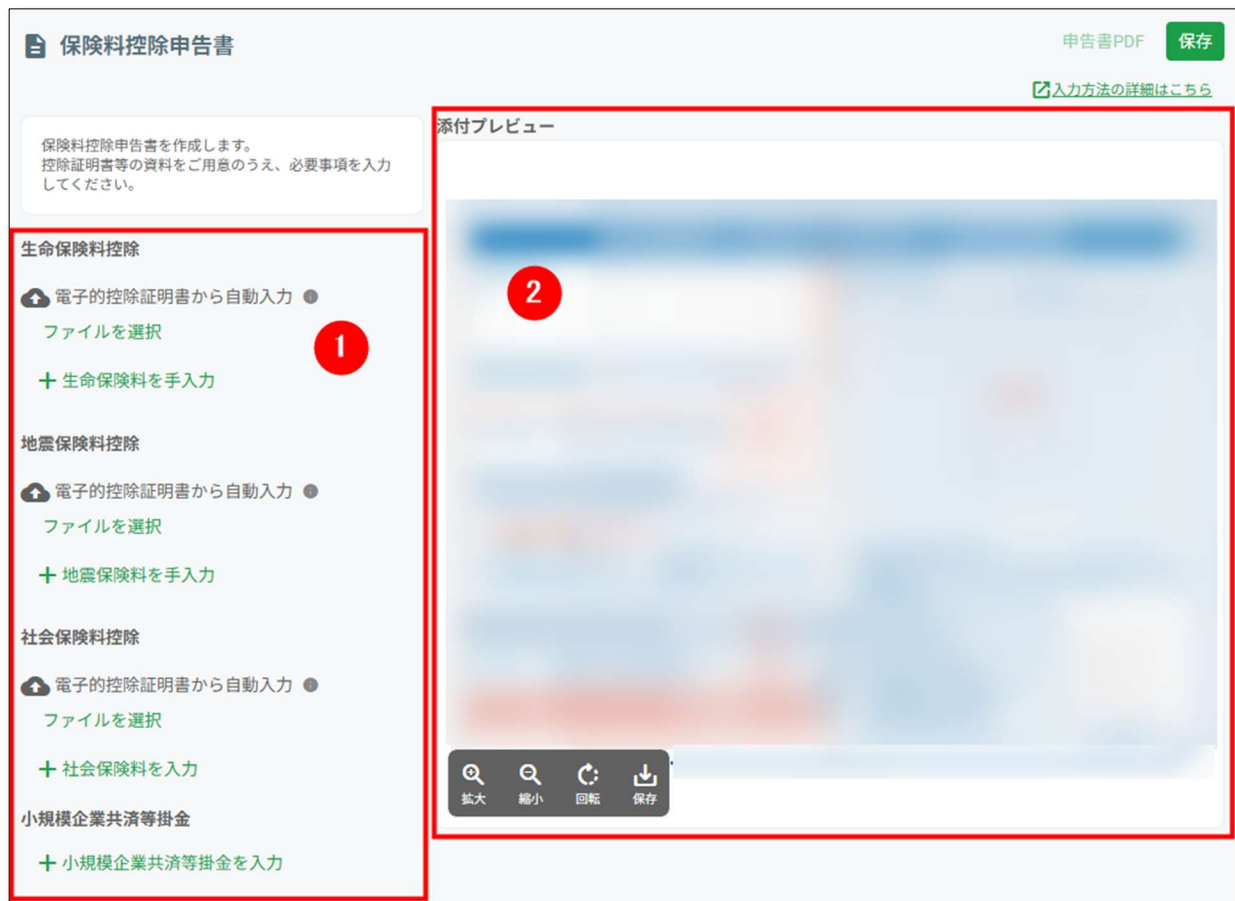 保険料控除申告書
申告書PDF
保存
入力方法の詳細はこちら
保険料控除申告書を作成します。
控除証明書等の資料をご用意のうえ、必要事項を入力
してください。
生命保険料控除
電子的控除証明書から自動入力
ファイルを選択
1
+ 生命保険料を手入力
地震保険料控除
電子的控除証明書から自動入力
ファイルを選択
+ 地震保険料を手入力
社会保険料控除
電子的控除証明書から自動入力
ファイルを選択
+ 社会保険料を入力
小規模企業共済等掛金
+ 小規模企業共済等掛金を入力
添付プレビュー
2
拡大
縮小
回転
保存